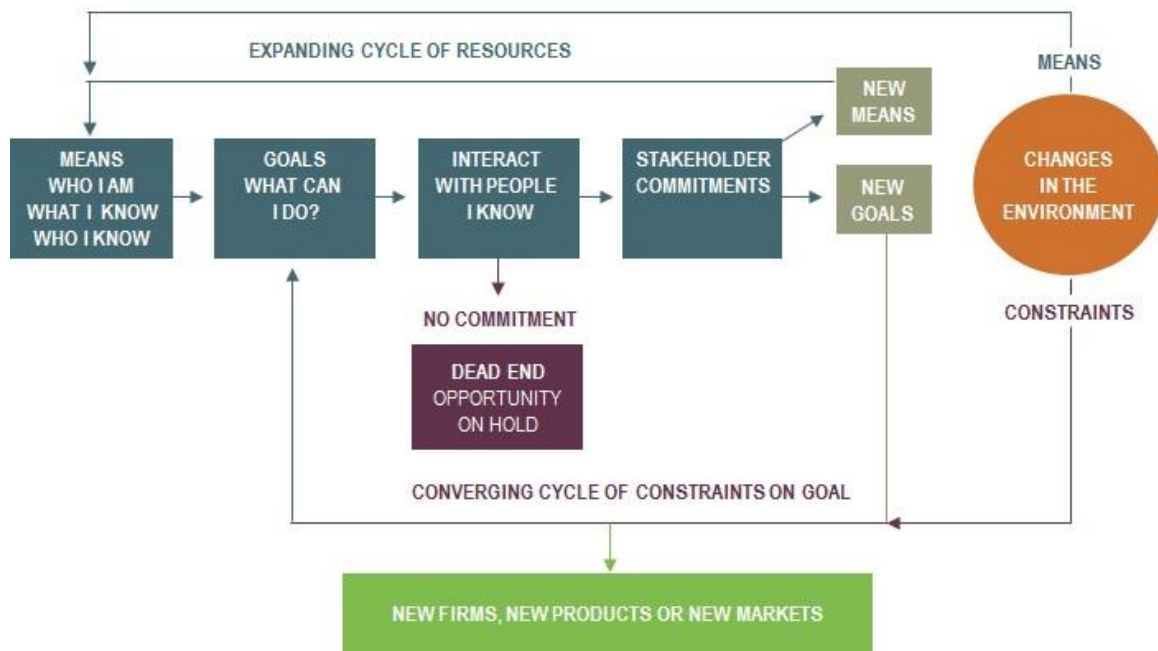 EXPANDING CYCLE OF RESOURCES
MEANS
NEW
MEANS
MEANS
WHO I AM
WHAT I KNOW
WHO I KNOW
GOALS
WHAT CAN
I DO?
INTERACT
WITH PEOPLE
I KNOW
STAKEHOLDER
COMMITMENTS
NEW
GOALS
CHANGES
IN THE
ENVIRONMENT
NO COMMITMENT
CONSTRAINTS
DEAD END
OPPORTUNITY
ON HOLD
CONVERGING CYCLE OF CONSTRAINTS ON GOAL
NEW FIRMS, NEW PRODUCTS OR NEW MARKETS